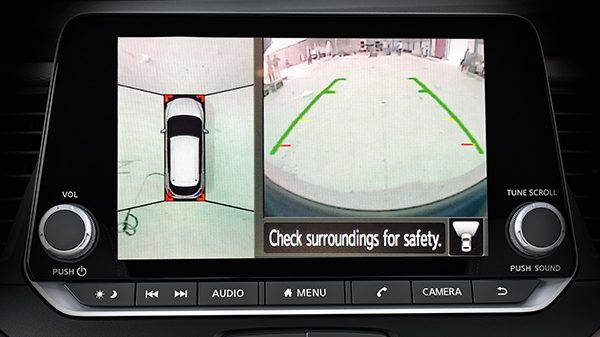 VOL
TUNE SCROLL
Check surroundings for safety.
PUSH
PUSH SOUND
AUDIO
MENU
CAMERA